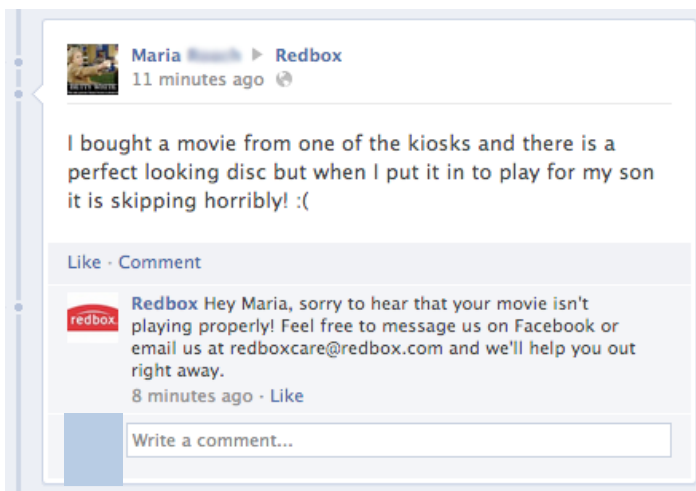 Maria ▸ Redbox
11 minutes ago
I bought a movie from one of the kiosks and there is a
perfect looking disc but when I put it in to play for my son
it is skipping horribly! :(
Like · Comment
redbox.
Redbox Hey Maria, sorry to hear that your movie isn't
playing properly! Feel free to message us on Facebook or
email us at redboxcare@redbox.com and we'll help you out
right away.
8 minutes ago · Like
Write a comment...